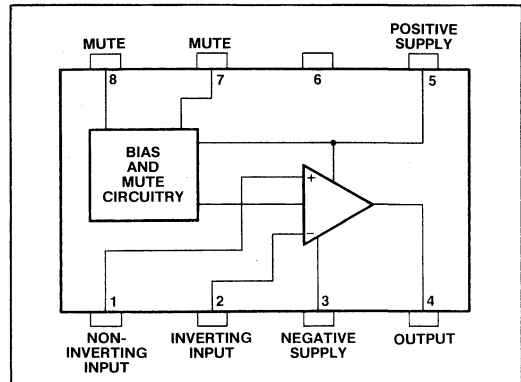 MUTE
MUTE
POSITIVE
SUPPLY
8
7
6
5
BIAS
AND
MUTE
CIRCUITRY
+
−
1
2
3
4
NON-
INVERTING
INPUT
INVERTING
INPUT
NEGATIVE
SUPPLY
OUTPUT